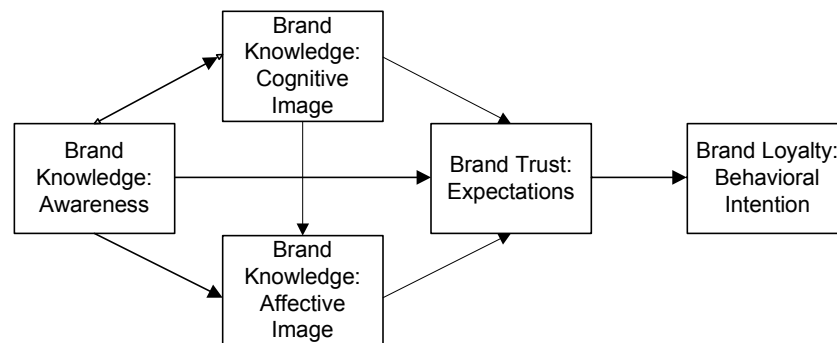 Brand
Knowledge:
Cognitive
Image
Brand
Knowledge:
Awareness
Brand Trust:
Expectations
Brand Loyalty:
Behavioral
Intention
Brand
Knowledge:
Affective
Image